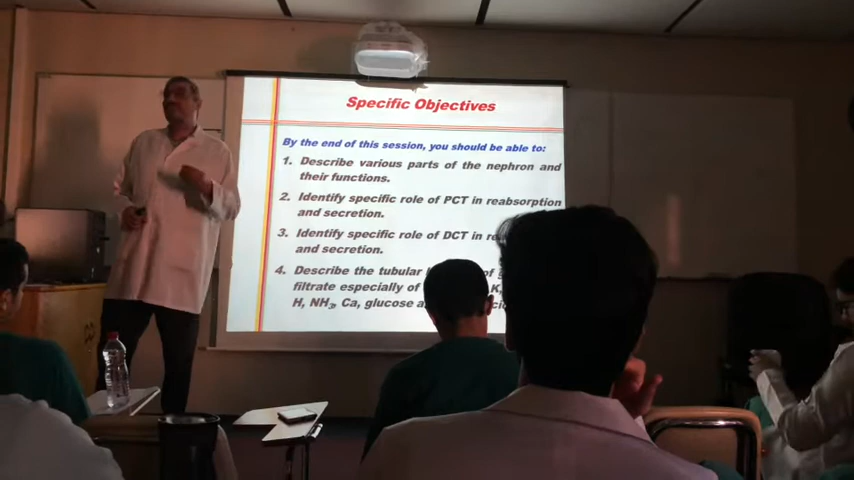 Specific Objectives
By the end of this session, you should be able to:
1. Describe various parts of the nephron and
their functions.
2. Identify specific role of PCT in reabsorption
and secretion.
3. Identify specific role of DCT in
and secretion.
4. Describe the tubular
filtrate especially of K,
H, NH3, Ca, glucose